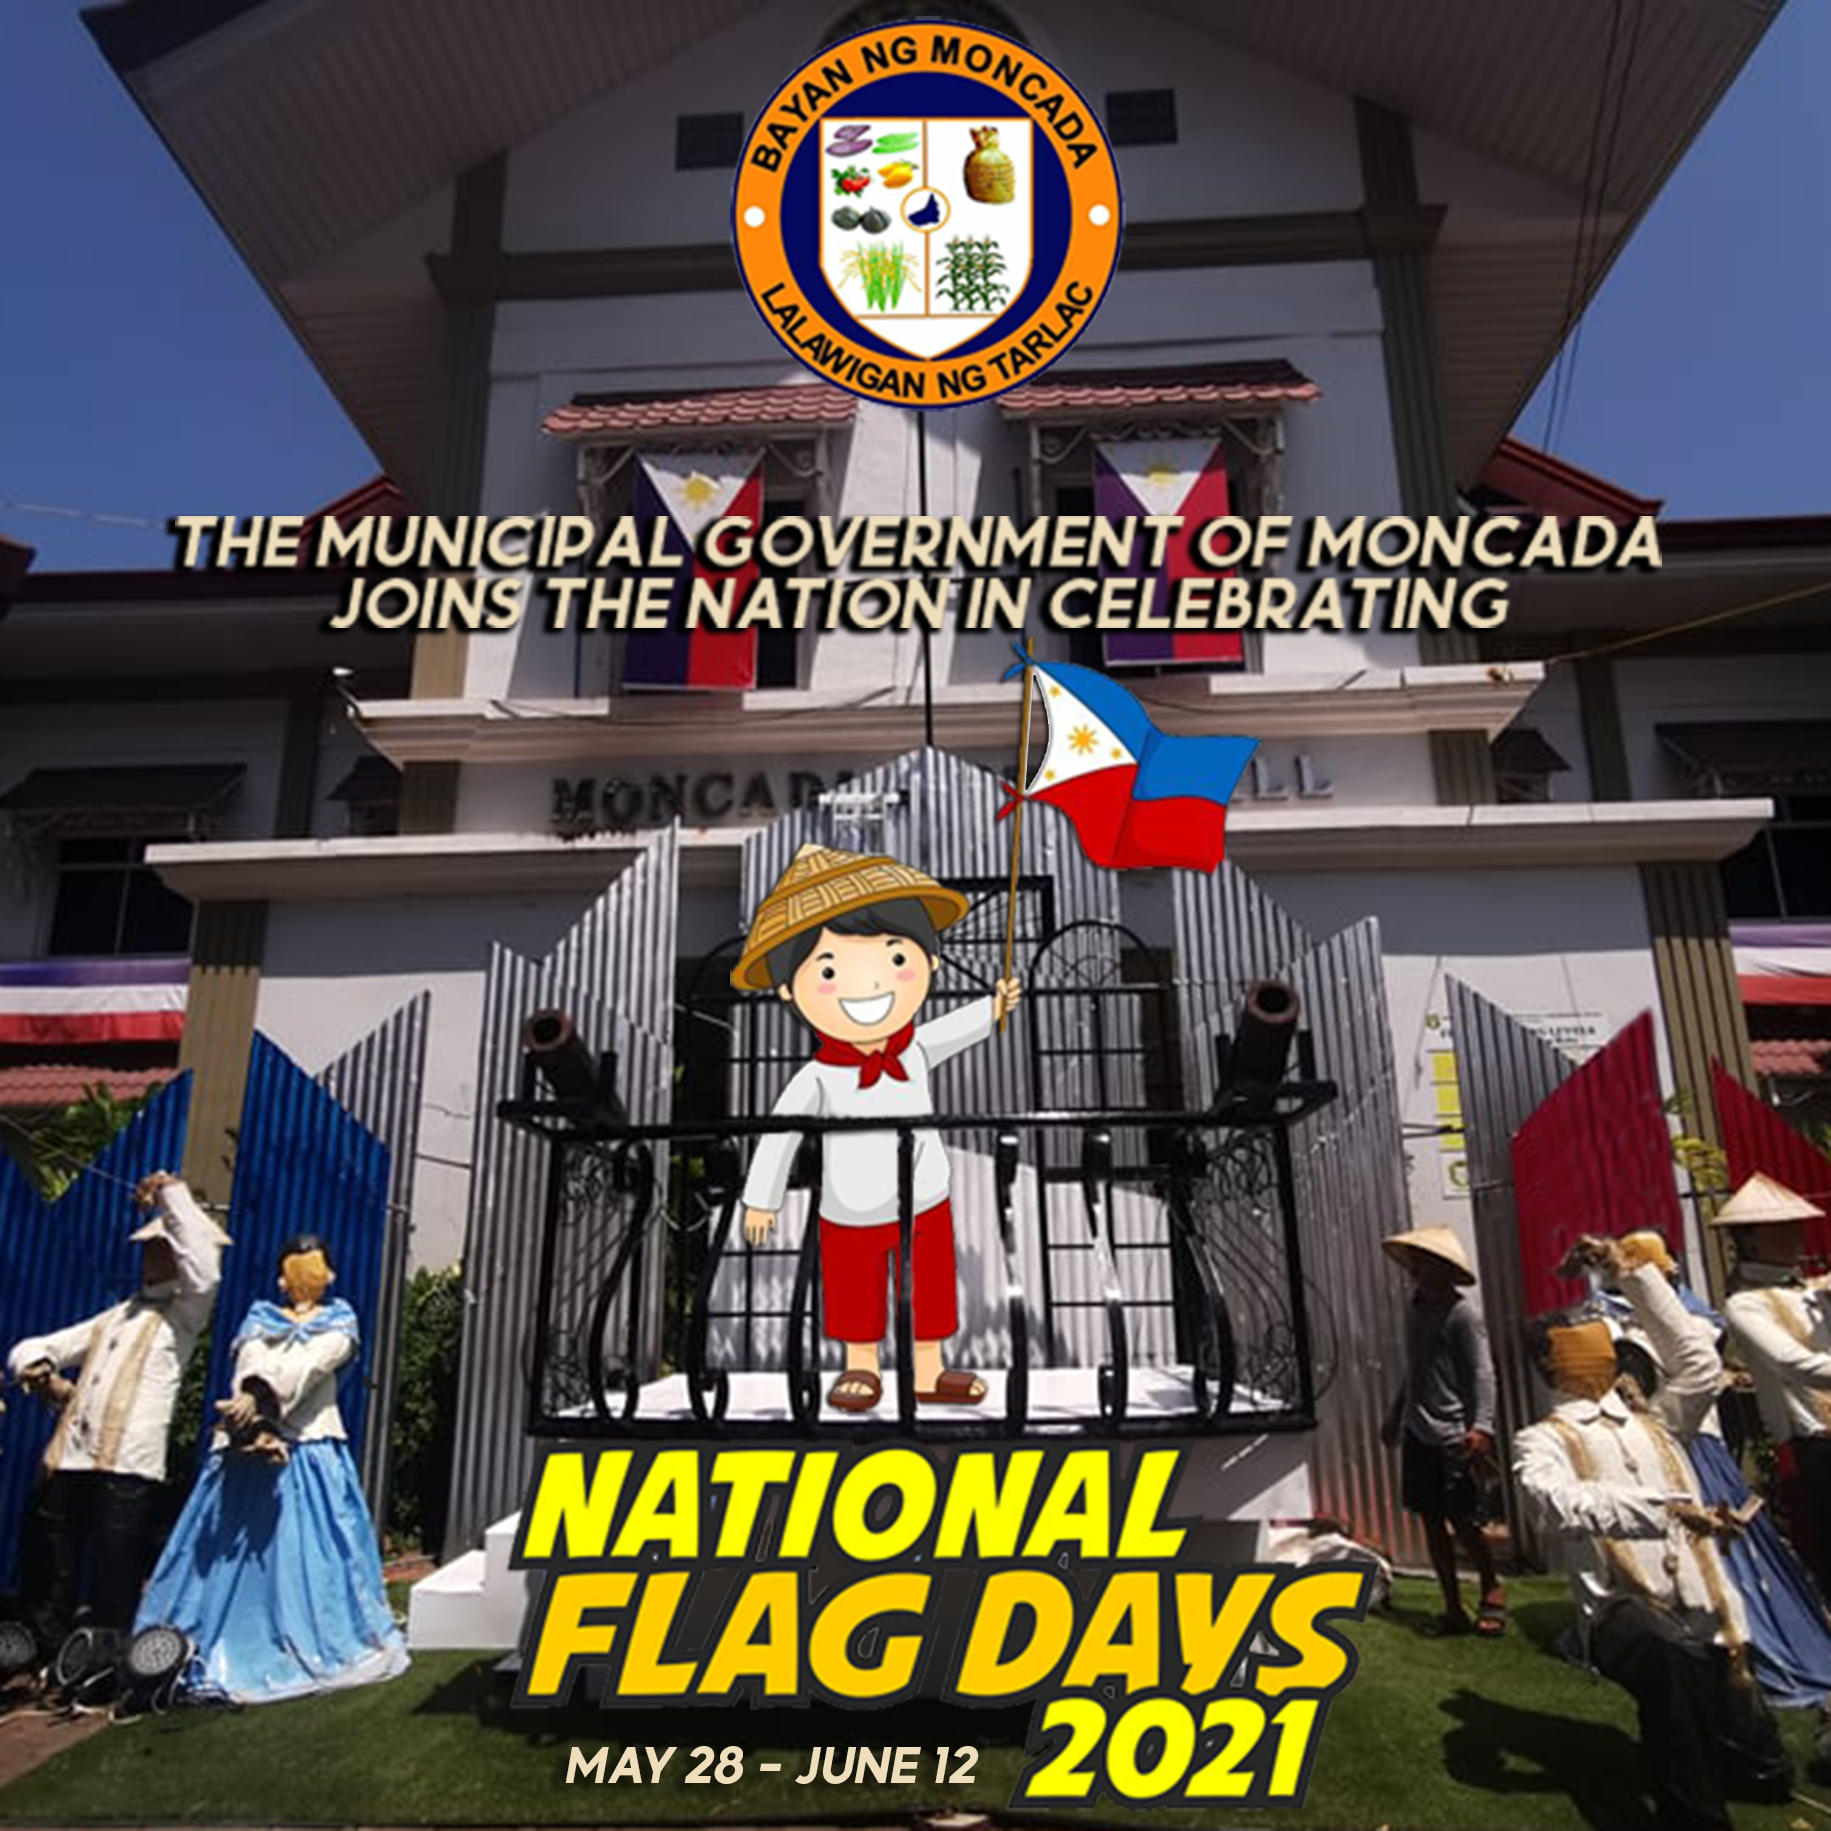 BAYAN NG MONCADA
LALAWIGAN NG TARLAC
THE MUNICIPAL GOVERNMENT OF MONCADA
JOINS THE NATION IN CELEBRATING
MONCADA
NATIONAL
FLAG DAYS
2021
MAY 28 - JUNE 12